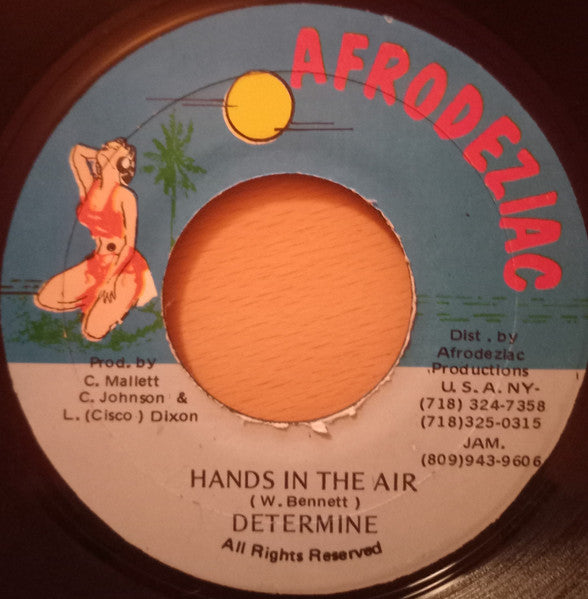 AFRODEZIAC
Prod. by
C. Mallett
C. Johnson &
L. (Cisco) Dixon
Dist. by
Afrodeziac
Productions
U. S. A. NY-
(718) 324-7358
(718)325-0315
JAM.
(809)943-9606
HANDS IN THE AIR
( W. Bennett )
DETERMINE
All Rights Reserved